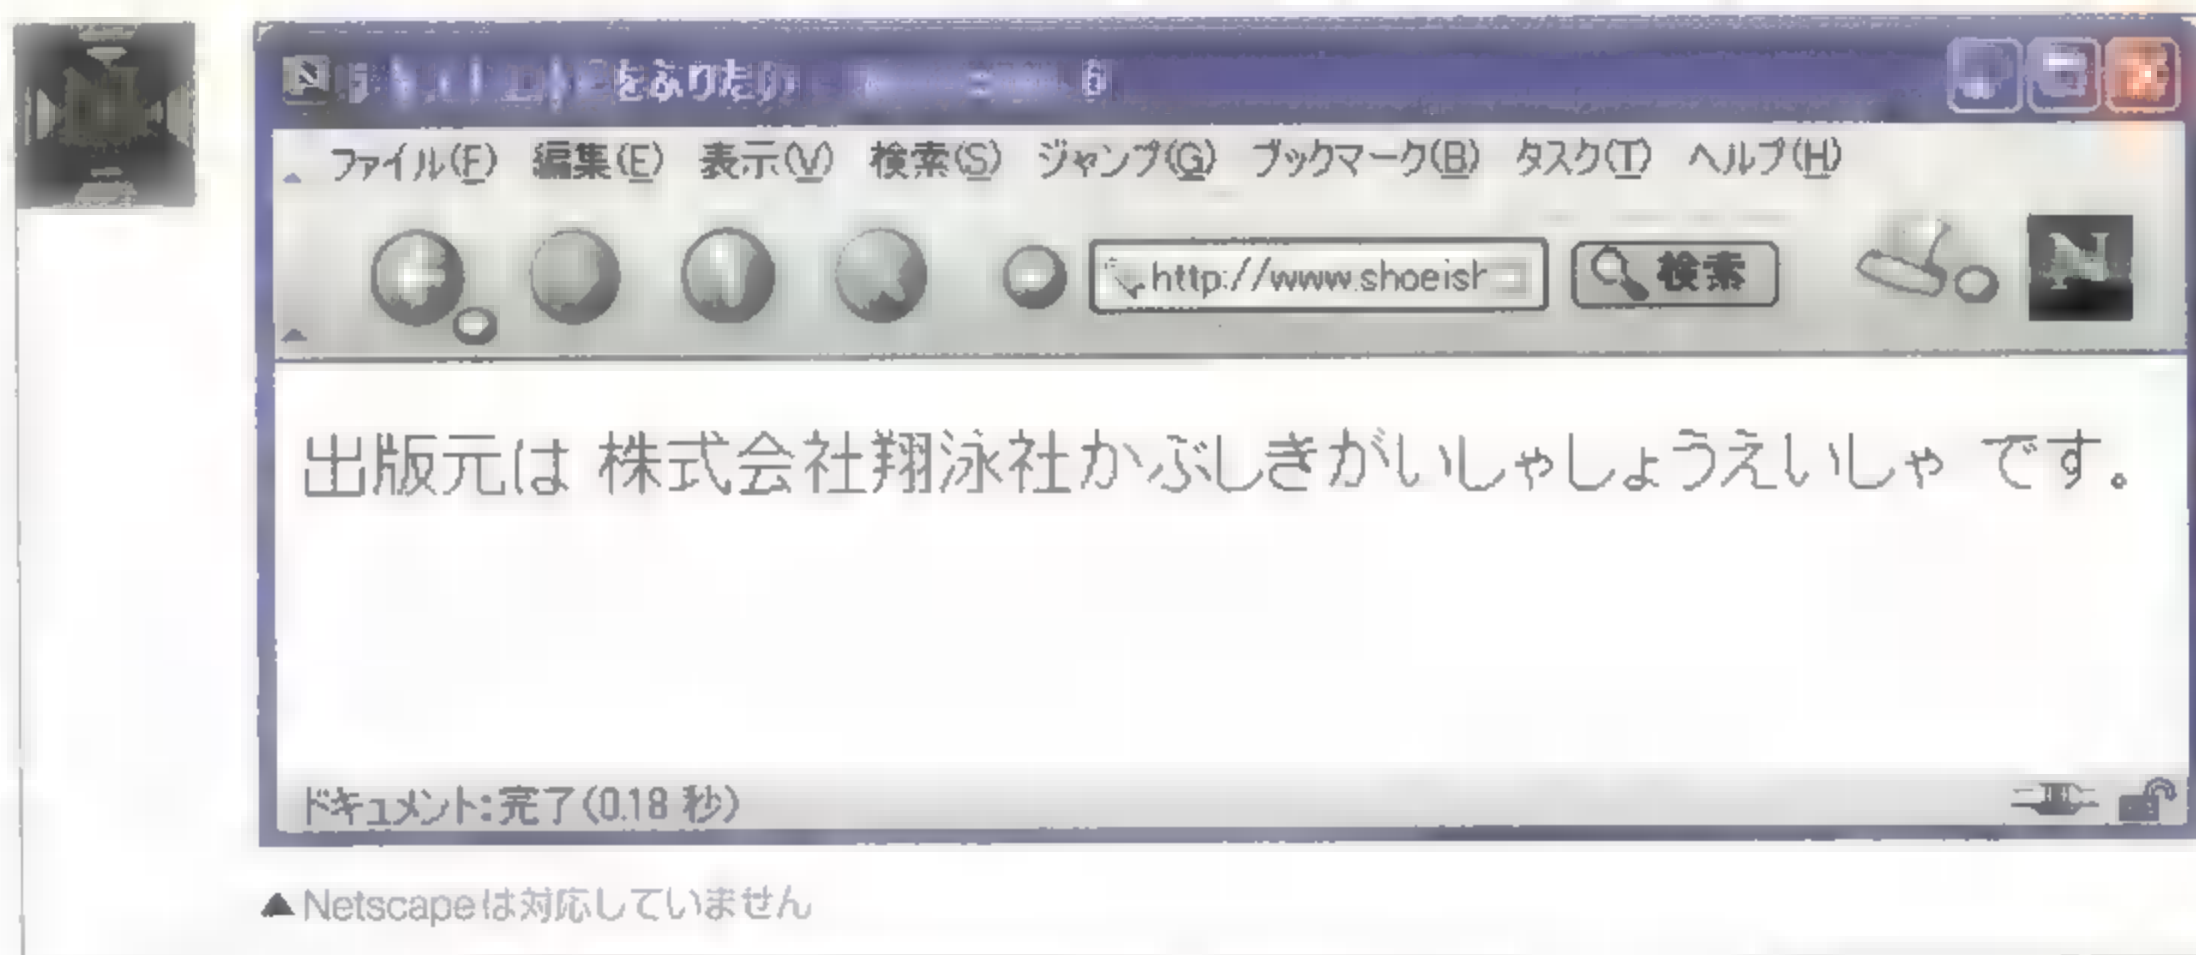 をふりたい
ファイル(F) 編集(E) 表示(V) 検索(S) ジャンプ(G) ブックマーク(B) タスク(T) ヘルプ(H)
http://www.shoeish 検索
出版元は 株式会社翔泳社かぶしきがいしゃしょうえいしゃ です。
ドキュメント:完了(0.18 秒)
▲Netscapeは対応していません